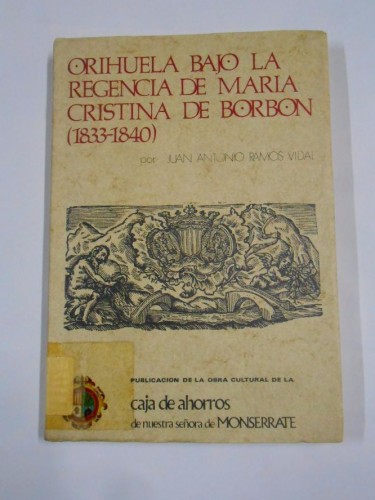 ORIHUELA BAJO LA
REGENCIA DE MARIA
CRISTINA DE BORBON
(1833-1840)
por JUAN ANTONIO RAMOS VIDAL
PUBLICACION DE LA OBRA CULTURAL DE LA
caja de ahorros
de nuestra señora de MONSERRATE